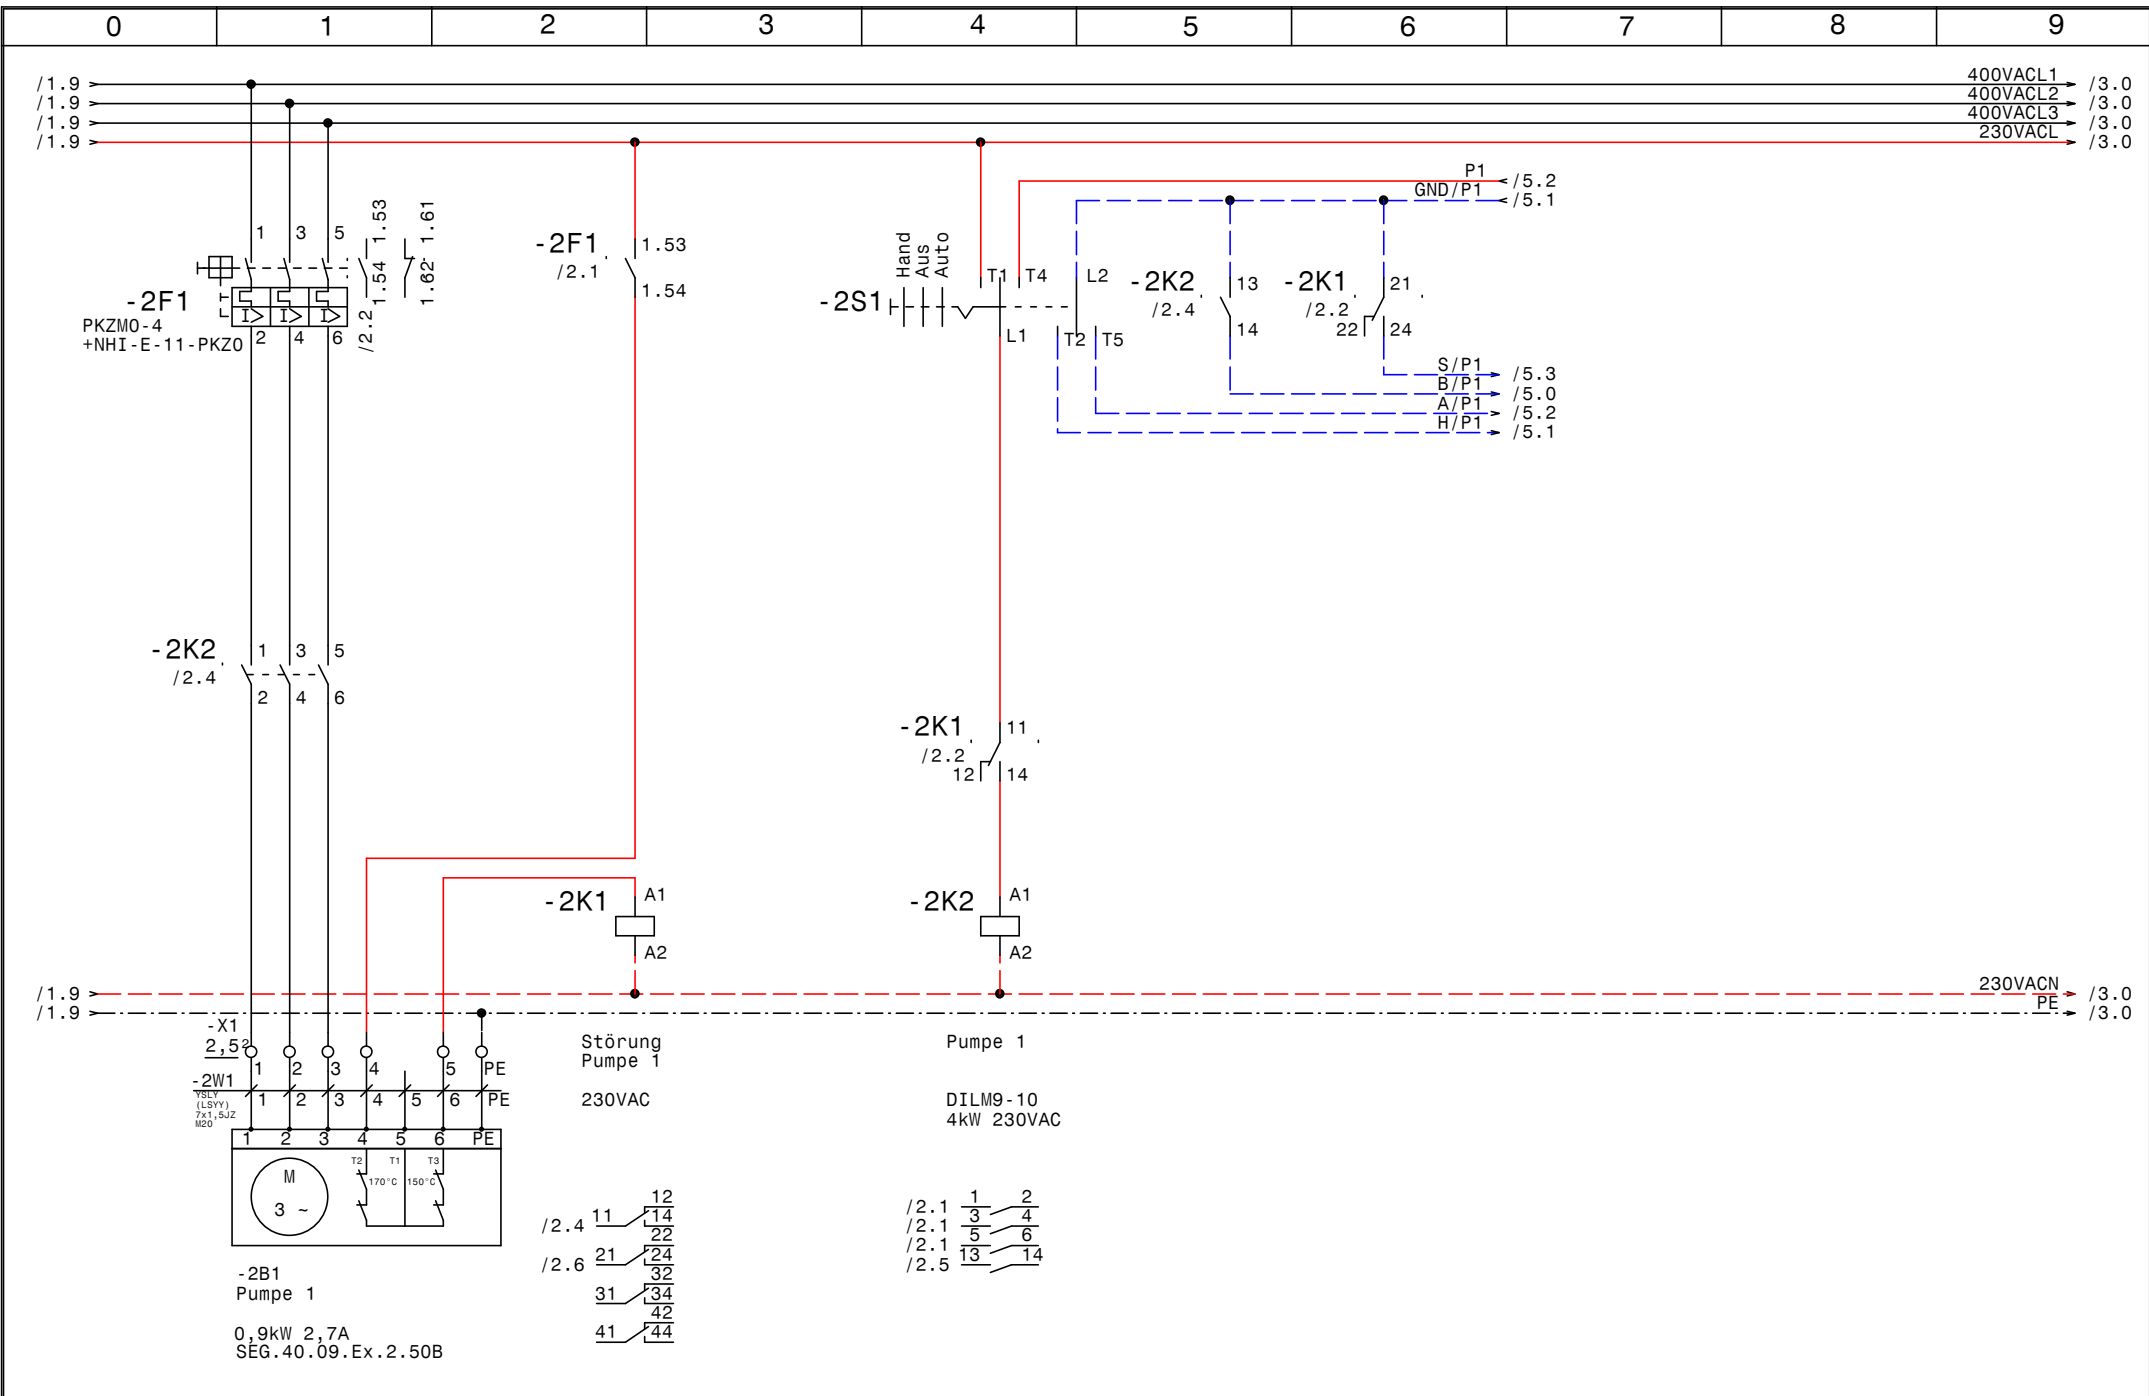 0 1 2 3 4 5 6 7 8 9
/1.9 400VACL1 /3.0
/1.9 400VACL2 /3.0
/1.9 400VACL3 /3.0
/1.9 230VACL /3.0
P1 /5.2
GND/P1 /5.1
1 3 5 1.53 1.61
1.54 1.62
-2F1
PKZM0-4
+NHI-E-11-PKZ0
I> I> I>
2 4 6 /2.2
-2F1 1.53
/2.1
1.54
Hand
Aus
Auto
-2S1
T1 T4 L2
L1 T2 T5
-2K2 13
/2.4
14
-2K1 21
/2.2
22 24
S/P1 /5.3
B/P1 /5.0
A/P1 /5.2
H/P1 /5.1
-2K2 1 3 5
/2.4
2 4 6
-2K1 11
/2.2
12 14
-2K1 A1
A2
-2K2 A1
A2
/1.9 230VACN /3.0
/1.9 PE /3.0
-X1
2,5²
1 2 3 4 5 PE
-2W1
YSLY
(LSYY)
7x1,5JZ
M20
1 2 3 4 5 6 PE
1 2 3 4 5 6 PE
M
3 ~
T2 T1 T3
170°C 150°C
-2B1
Pumpe 1
0,9kW 2,7A
SEG.40.09.Ex.2.50B
Störung
Pumpe 1
230VAC
12
/2.4 11 14
22
/2.6 21 24
32
31 34
42
41 44
Pumpe 1
DILM9-10
4kW 230VAC
/2.1 1 2
/2.1 3 4
/2.1 5 6
/2.5 13 14